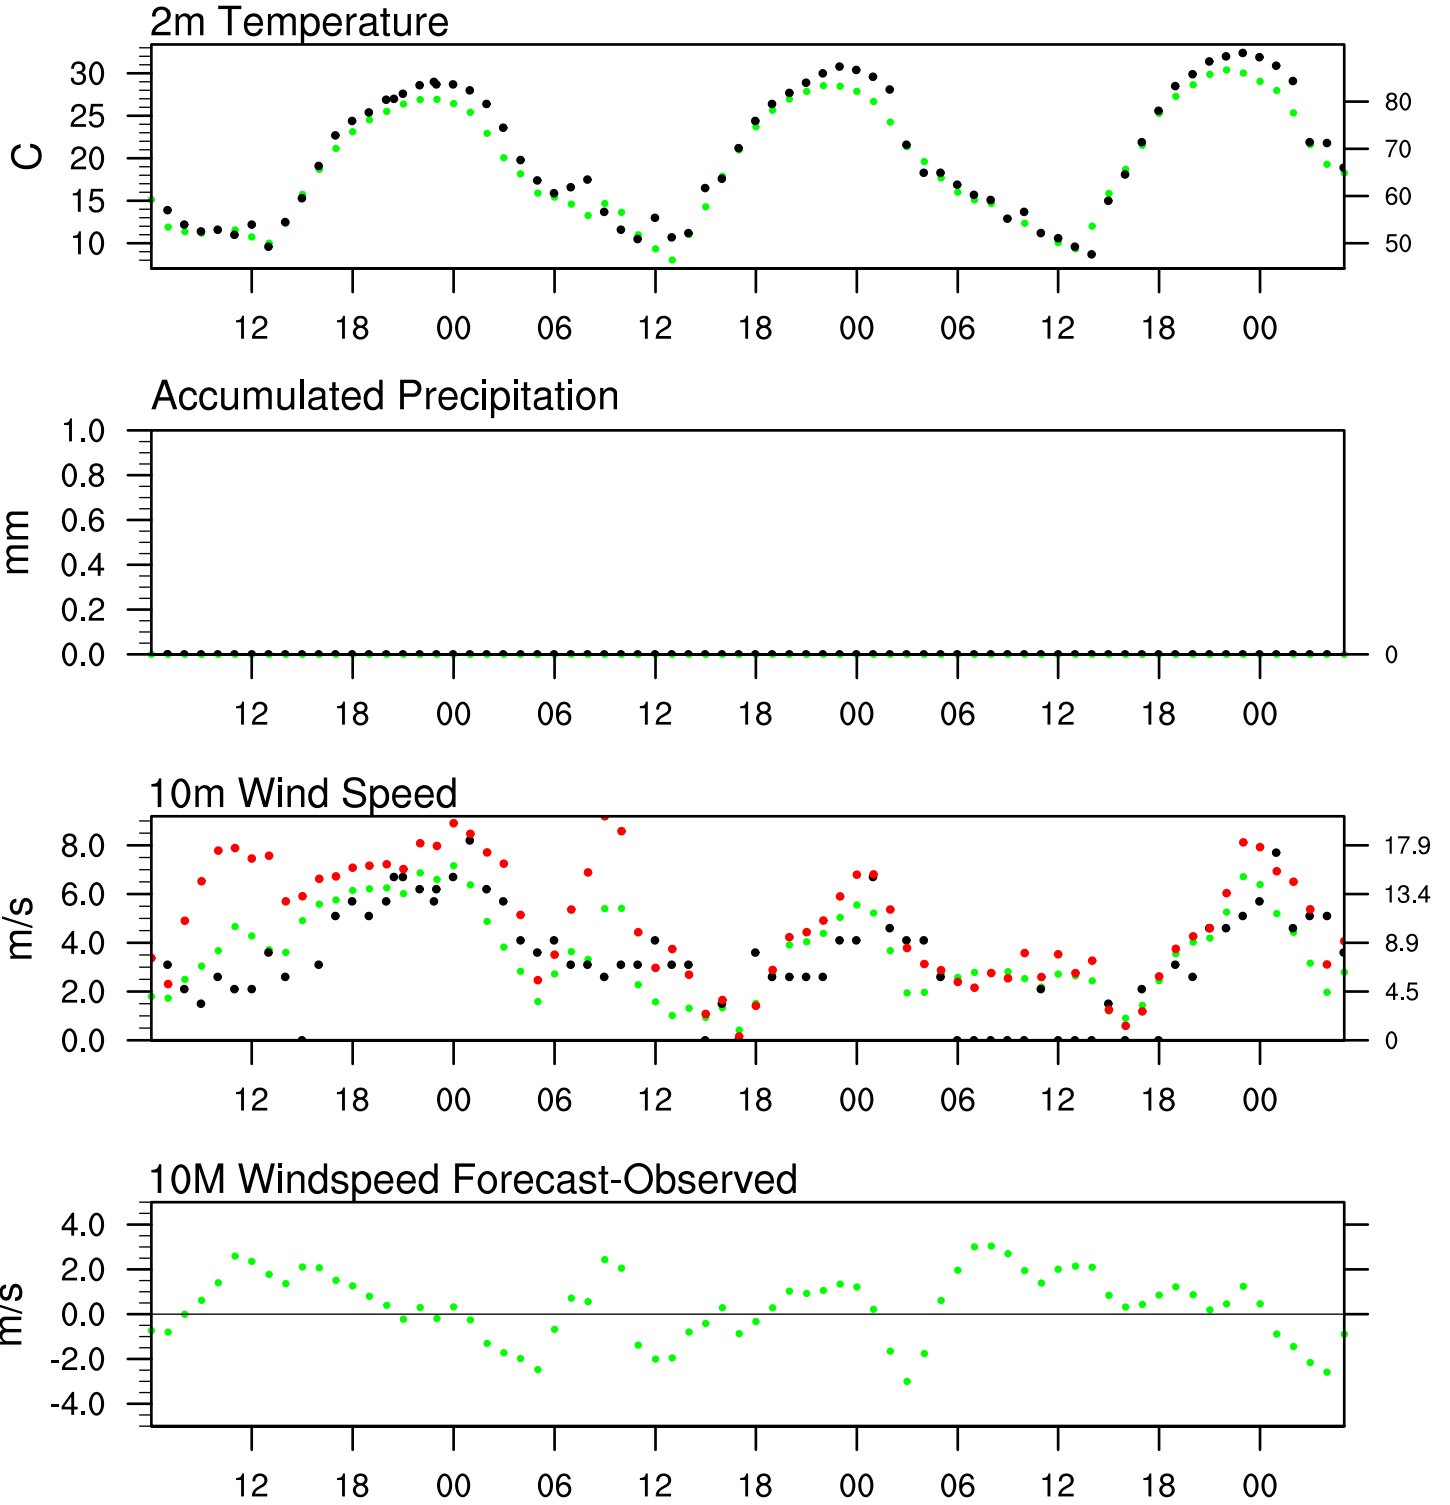 2m Temperature
C
30
25
20
15
10
80
70
60
50
12 18 00 06 12 18 00 06 12 18 00
Accumulated Precipitation
mm
1.0
0.8
0.6
0.4
0.2
0.0
0
12 18 00 06 12 18 00 06 12 18 00
10m Wind Speed
m/s
8.0
6.0
4.0
2.0
0.0
17.9
13.4
8.9
4.5
0
12 18 00 06 12 18 00 06 12 18 00
10M Windspeed Forecast-Observed
m/s
4.0
2.0
0.0
-2.0
-4.0
12 18 00 06 12 18 00 06 12 18 00